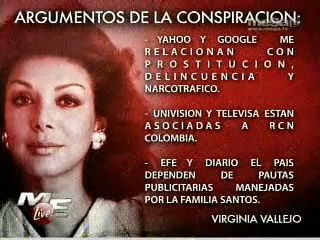 ARGUMENTOS DE LA CONSPIRACION:
- YAHOO Y GOOGLE ME
RELACIONAN CON
PROSTITUCION,
DELINCUENCIA Y
NARCOTRAFICO.
- UNIVISION Y TELEVISA ESTAN
ASOCIADAS A RCN
COLOMBIA.
- EFE Y DIARIO EL PAIS
DEPENDEN DE PAUTAS
PUBLICITARIAS MANEJADAS
POR LA FAMILIA SANTOS.
VIRGINIA VALLEJO
Live!